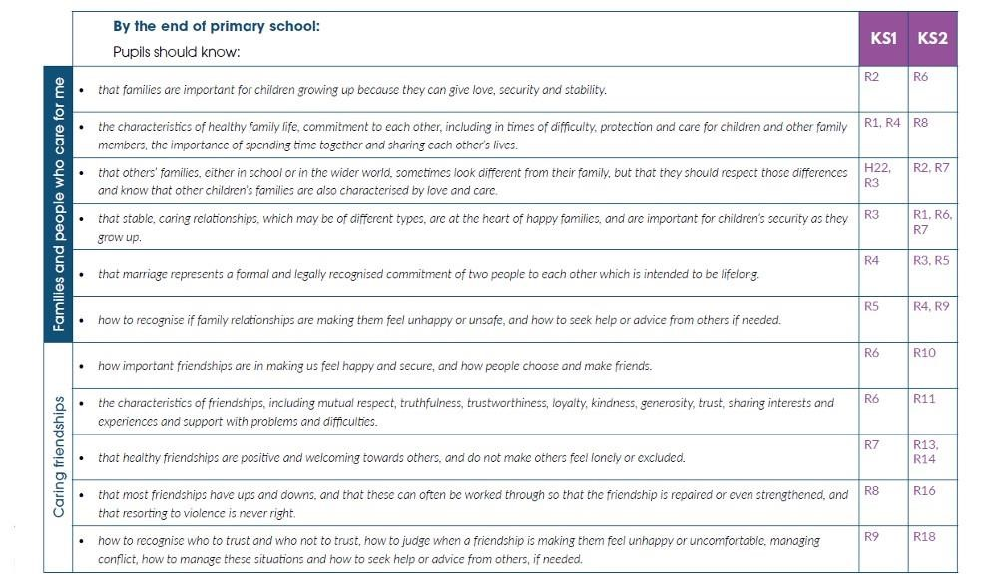 By the end of primary school:
Pupils should know:
KS1
KS2
Families and people who care for me
• that families are important for children growing up because they can give love, security and stability.
R2
R6
• the characteristics of healthy family life, commitment to each other, including in times of difficulty, protection and care for children and other family
members, the importance of spending time together and sharing each other's lives.
R1, R4
R8
• that others' families, either in school or in the wider world, sometimes look different from their family, but that they should respect those differences
and know that other children's families are also characterised by love and care.
H22,
R3
R2, R7
• that stable, caring relationships, which may be of different types, are at the heart of happy families, and are important for children's security as they
grow up.
R3
R1, R6,
R7
• that marriage represents a formal and legally recognised commitment of two people to each other which is intended to be lifelong.
R4
R3, R5
• how to recognise if family relationships are making them feel unhappy or unsafe, and how to seek help or advice from others if needed.
R5
R4, R9
Caring friendships
• how important friendships are in making us feel happy and secure, and how people choose and make friends.
R6
R10
• the characteristics of friendships, including mutual respect, truthfulness, trustworthiness, loyalty, kindness, generosity, trust, sharing interests and
experiences and support with problems and difficulties.
R6
R11
• that healthy friendships are positive and welcoming towards others, and do not make others feel lonely or excluded.
R7
R13,
R14
• that most friendships have ups and downs, and that these can often be worked through so that the friendship is repaired or even strengthened, and
that resorting to violence is never right.
R8
R16
• how to recognise who to trust and who not to trust, how to judge when a friendship is making them feel unhappy or uncomfortable, managing
conflict, how to manage these situations and how to seek help or advice from others, if needed.
R9
R18